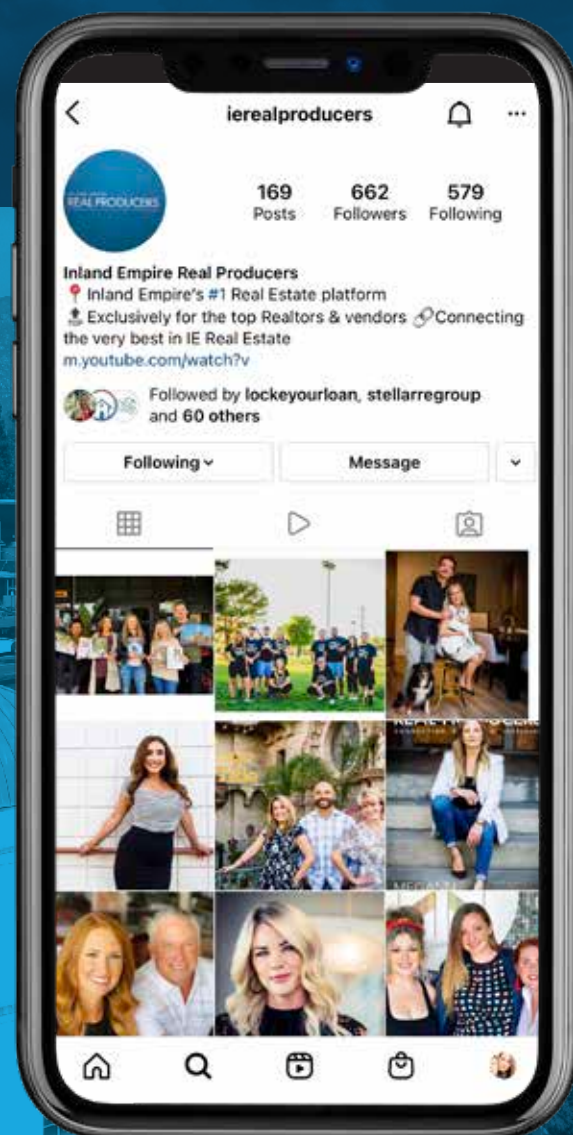 ierealproducers
REAL PRODUCERS
169 662 579
Posts Followers Following
Inland Empire Real Producers
Inland Empire's #1 Real Estate platform
Exclusively for the top Realtors & vendors Connecting
the very best in IE Real Estate
m.youtube.com/watch?v
Followed by lockeyourloan, stellarregroup
and 60 others
Following Message
REAL PRODUCERS